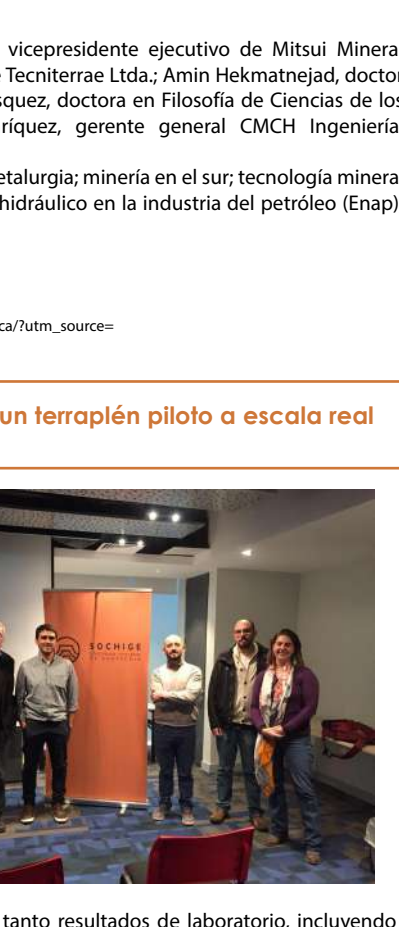 vicepresidente ejecutivo de Mitsui Minera
Tecniterrae Ltda.; Amin Hekmatnejad, doctor
squez, doctora en Filosofía de Ciencias de los
ríquez, gerente general CMCH Ingeniería
etalurgia; minería en el sur; tecnología minera
hidráulico en la industria del petróleo (Enap)
ca/?utm_source=
un terraplén piloto a escala real
SOCHIGE
tanto resultados de laboratorio, incluyendo